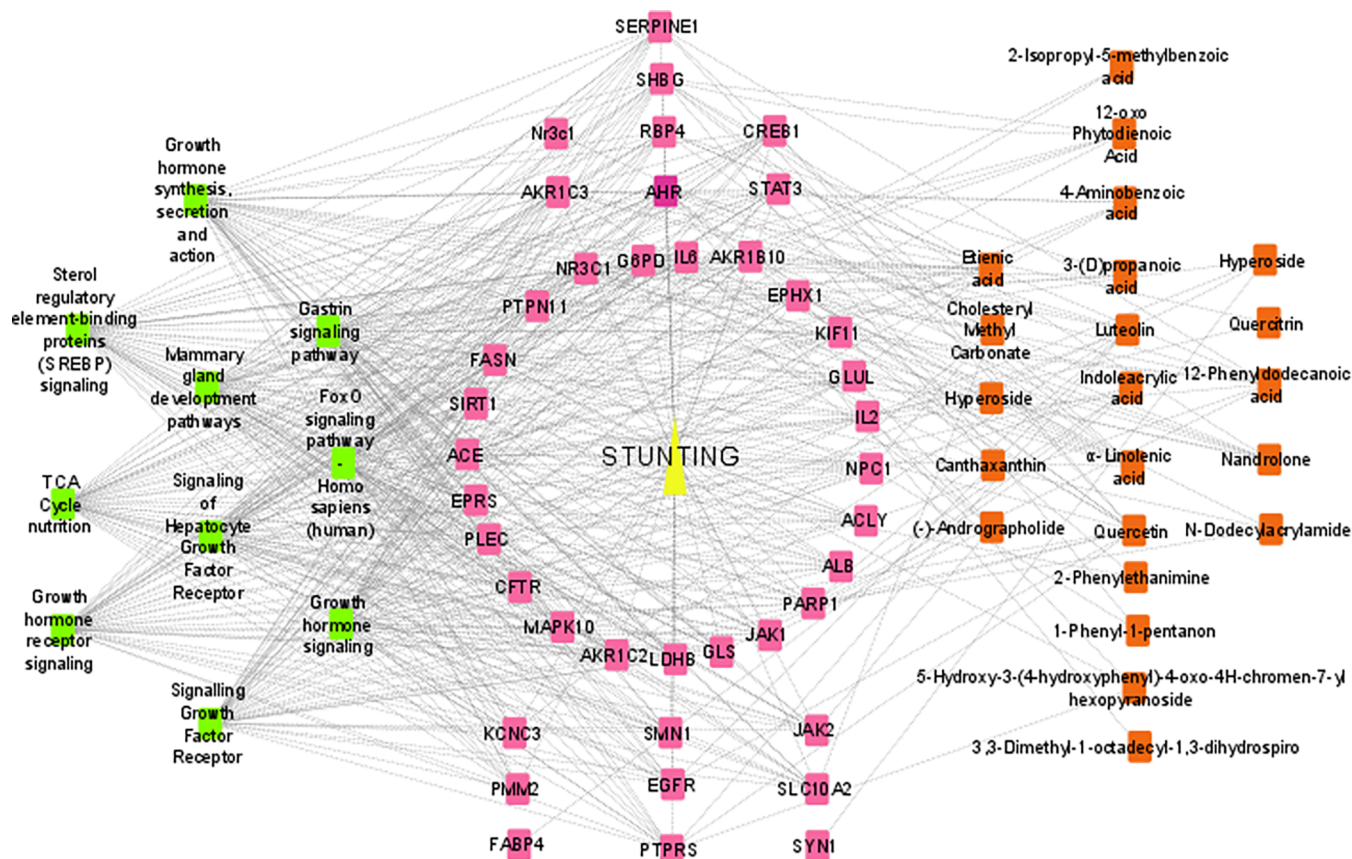 SERPINE1
SHBG
Nr3c1
RBP4
CREB1
AKR1C3
AHR
STAT3
NR3C1
G6PD
IL6
AKR1B10
PTPN11
EPHX1
KIF11
FASN
GLUL
SIRT1
IL2
ACE
STUNTING
NPC1
EPRS
ACLY
PLEC
ALB
CFTR
PARP1
MAPK10
JAK1
AKR1C2
LDHB
GLS
KCNC3
SMN1
JAK2
PMM2
EGFR
SLC10A2
FABP4
PTPRS
SYN1
Growth
hormone
synthesis,
secretion
and
action
Sterol
regulatory
element-binding
proteins
(SREBP)
signaling
Gastrin
signaling
pathway
Mammary
gland
development
pathways
FoxO
signaling
pathway
-
Homo
sapiens
(human)
TCA
Cycle
nutrition
Signaling
of
Hepatocyte
Growth
Factor
Receptor
Growth
hormone
receptor
signaling
Growth
hormone
signaling
Signalling
Growth
Factor
Receptor
2-Isopropyl-5-methylbenzoic
acid
12-oxo
Phytodienoic
Acid
4-Aminobenzoic
acid
Etienic
acid
3-(D)propanoic
acid
Hyperoside
Cholesteryl
Methyl
Carbonate
Luteolin
Quercitrin
Hyperoside
Indoleacrylic
acid
12-Phenyldodecanoic
acid
Canthaxanthin
α-Linolenic
acid
Nandrolone
(-)-Andrographolide
Quercetin
N-Dodecylacrylamide
2-Phenylethanimine
1-Phenyl-1-pentanon
5-Hydroxy-3-(4-hydroxyphenyl)-4-oxo-4H-chromen-7-yl
hexopyranoside
3,3-Dimethyl-1-octadecyl-1,3-dihydrospiro